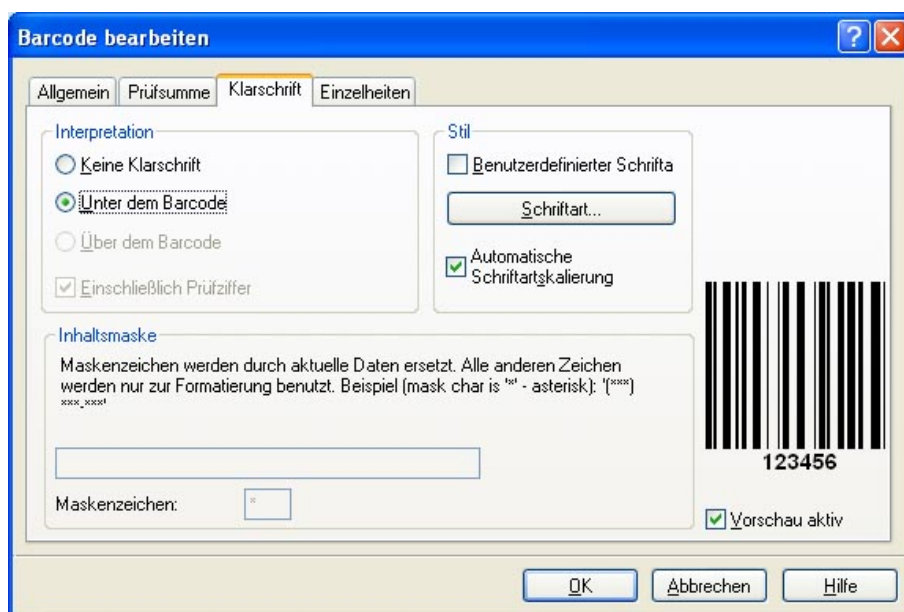 Barcode bearbeiten
Allgemein Prüfsumme Klarschrift Einzelheiten
Interpretation
Keine Klarschrift
Unter dem Barcode
Über dem Barcode
Einschließlich Prüfziffer
Stil
Benutzerdefinierter Schrifta
Schriftart...
Automatische
Schriftartskalierung
Inhaltsmaske
Maskenzeichen werden durch aktuelle Daten ersetzt. Alle anderen Zeichen
werden nur zur Formatierung benutzt. Beispiel (mask char is '*' - asterisk): '(***)
***-***'
Maskenzeichen: *
123456
Vorschau aktiv
OK Abbrechen Hilfe